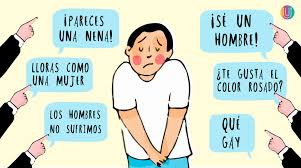 ¡PARECES
UNA NENA!
¡SÉ UN
HOMBRE!
LLORAS COMO
UNA MUJER
¿TE GUSTA EL
COLOR ROSADO?
LOS HOMBRES
NO SUFRIMOS
QUÉ
GAY